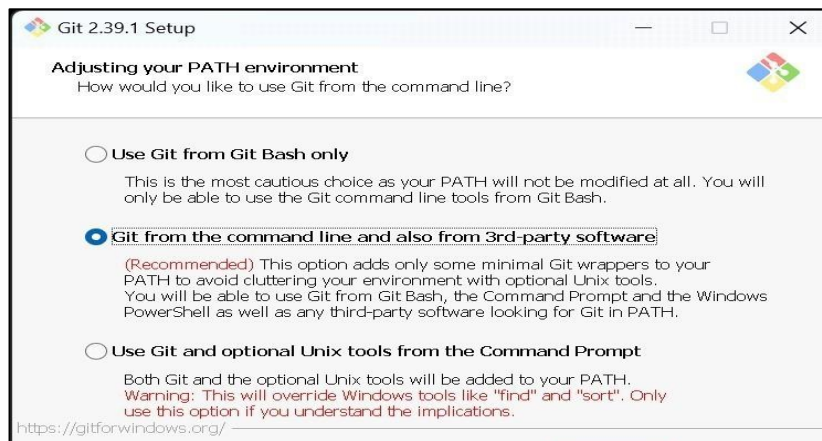 Git 2.39.1 Setup
Adjusting your PATH environment
How would you like to use Git from the command line?
Use Git from Git Bash only
This is the most cautious choice as your PATH will not be modified at all. You will
only be able to use the Git command line tools from Git Bash.
Git from the command line and also from 3rd-party software
(Recommended) This option adds only some minimal Git wrappers to your
PATH to avoid cluttering your environment with optional Unix tools.
You will be able to use Git from Git Bash, the Command Prompt and the Windows
PowerShell as well as any third-party software looking for Git in PATH.
Use Git and optional Unix tools from the Command Prompt
Both Git and the optional Unix tools will be added to your PATH.
Warning: This will override Windows tools like "find" and "sort". Only
use this option if you understand the implications.
https://gitforwindows.org/